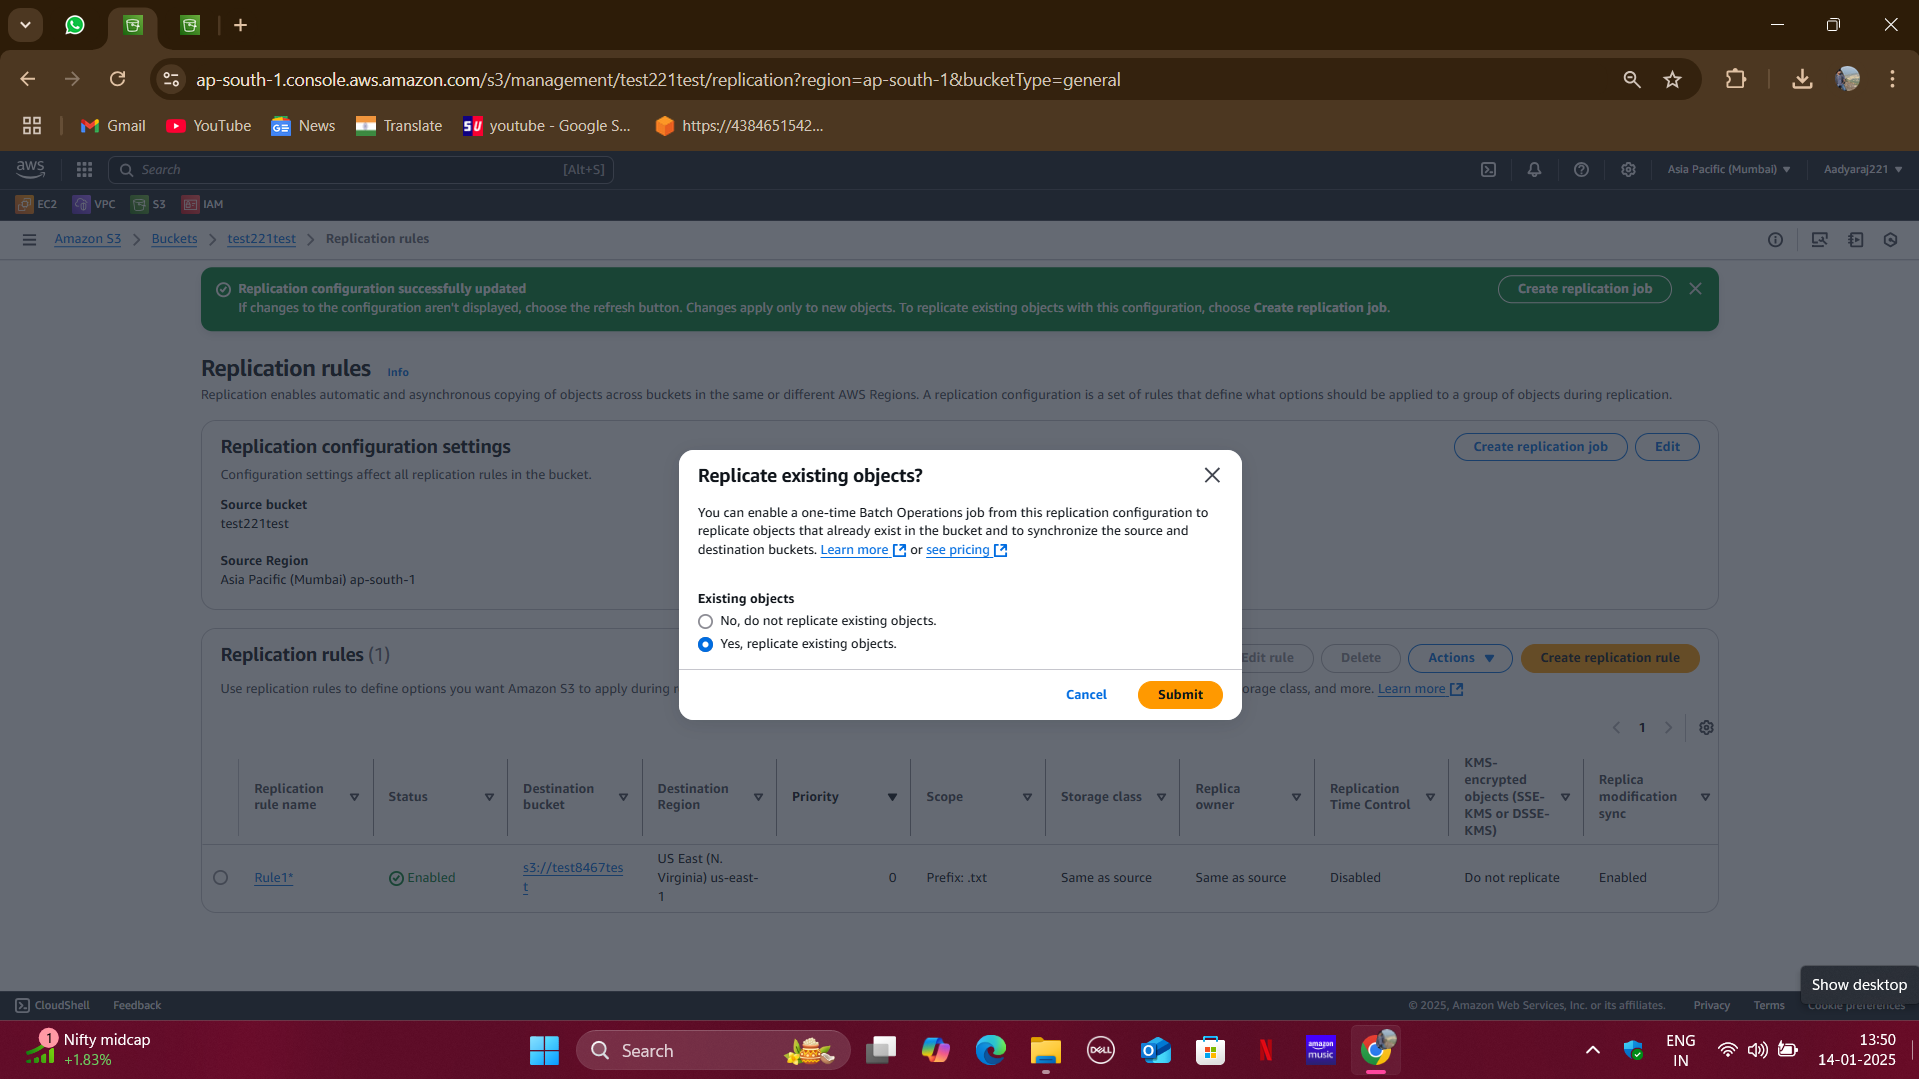 ap-south-1.console.aws.amazon.com/s3/management/test221test/replication?region=ap-south-1&bucketType=general
Gmail YouTube News Translate youtube - Google S... https://4384651542...
aws Search [Alt+S] Asia Pacific (Mumbai) Aadyaraj221
EC2 VPC S3 IAM
Amazon S3 Buckets test221test Replication rules
Replication configuration successfully updated
If changes to the configuration aren't displayed, choose the refresh button. Changes apply only to new objects. To replicate existing objects with this configuration, choose Create replication job.
Create replication job
Replication rules Info
Replication enables automatic and asynchronous copying of objects across buckets in the same or different AWS Regions. A replication configuration is a set of rules that define what options should be applied to a group of objects during replication.
Replication configuration settings
Create replication job Edit
Configuration settings affect all replication rules in the bucket.
Source bucket
test221test
Source Region
Asia Pacific (Mumbai) ap-south-1
Replicate existing objects?
You can enable a one-time Batch Operations job from this replication configuration to
replicate objects that already exist in the bucket and to synchronize the source and
destination buckets. Learn more or see pricing
Existing objects
No, do not replicate existing objects.
Yes, replicate existing objects.
Cancel Submit
Replication rules (1)
Edit rule Delete Actions Create replication rule
Use replication rules to define options you want Amazon S3 to apply during
storage class, and more. Learn more
1
Replication rule name
Status
Destination bucket
Destination Region
Priority
Scope
Storage class
Replica owner
Replication Time Control
KMS-encrypted objects (SSE-KMS or DSSE-KMS)
Replica modification sync
Rule1*
Enabled
s3://test8467test
US East (N. Virginia) us-east-1
0
Prefix: .txt
Same as source
Same as source
Disabled
Do not replicate
Enabled
Show desktop
CloudShell Feedback © 2025, Amazon Web Services, Inc. or its affiliates. Privacy Terms Cookie preferences
1
Nifty midcap
+1.83%
Search
DELL
amazon music
ENG
IN
13:50
14-01-2025